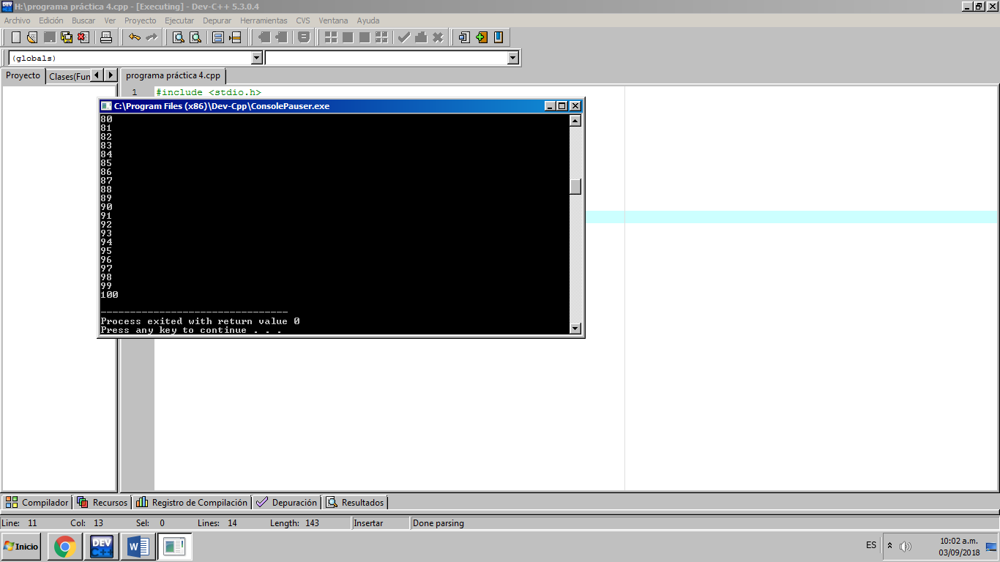 H:\programa práctica 4.cpp - [Executing] - Dev-C++ 5.3.0.4
Archivo Edición Buscar Ver Proyecto Ejecutar Depurar Herramientas CVS Ventana Ayuda
(globals)
Proyecto Clases(Fun programa práctica 4.cpp
1 #include <stdio.h>
C:\Program Files (x86)\Dev-Cpp\ConsolePauser.exe
80
81
82
83
84
85
86
87
88
89
90
91
92
93
94
95
96
97
98
99
100
--------------------------------
Process exited with return value 0
Press any key to continue . . .
Compilador Recursos Registro de Compilación Depuración Resultados
Line: 11 Col: 13 Sel: 0 Lines: 14 Length: 143 Insertar Done parsing
Inicio DEV C++ W ES 10:02 a.m.
03/09/2018